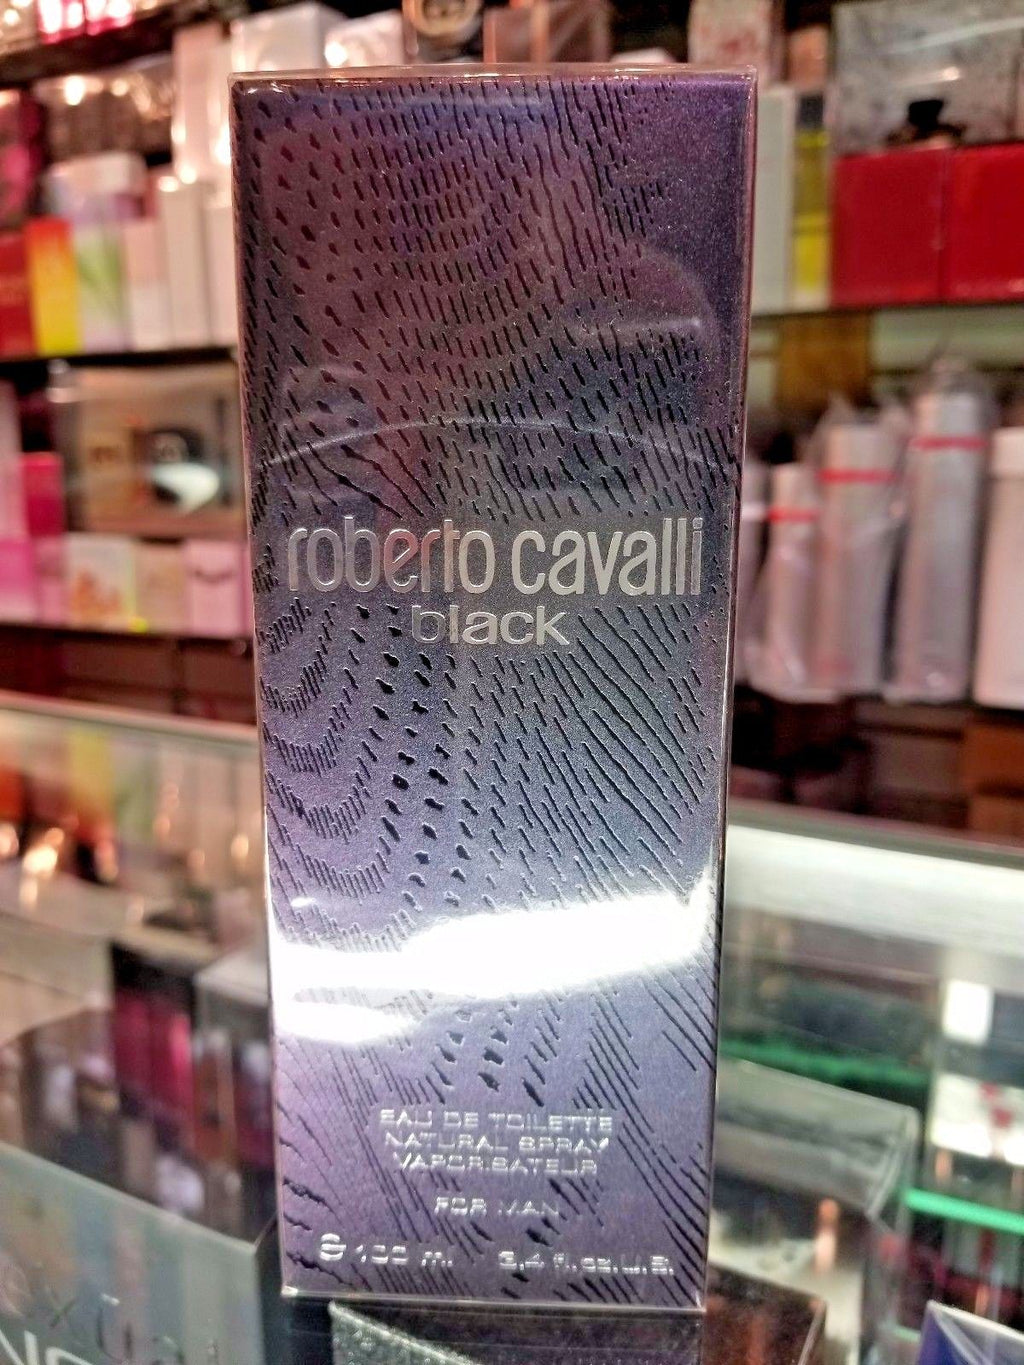 roberto cavalli
black
EAU DE TOILETTE
NATURAL SPRAY
VAPORISATEUR
FOR MAN
e 100 ml 3.4 fl.oz.U.S.